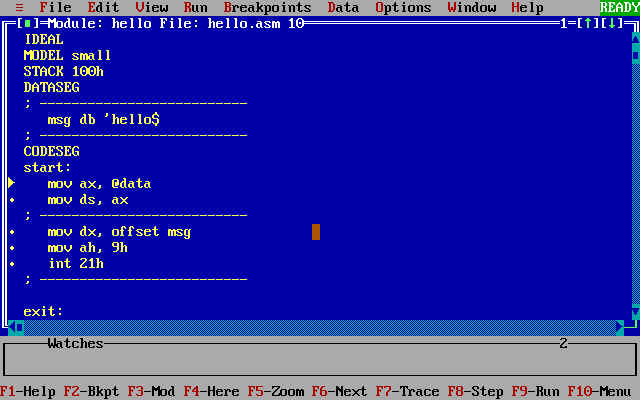 ≡ File Edit View Run Breakpoints Data Options Window Help READY
[■]=Module: hello File: hello.asm 10 1=[↑][↓]
IDEAL
MODEL small
STACK 100h
DATASEG
; --------------------------
msg db 'hello$
; --------------------------
CODESEG
start:
mov ax, @data
mov ds, ax
; --------------------------
mov dx, offset msg
mov ah, 9h
int 21h
; --------------------------
exit:
Watches 2
F1-Help F2-Bkpt F3-Mod F4-Here F5-Zoom F6-Next F7-Trace F8-Step F9-Run F10-Menu